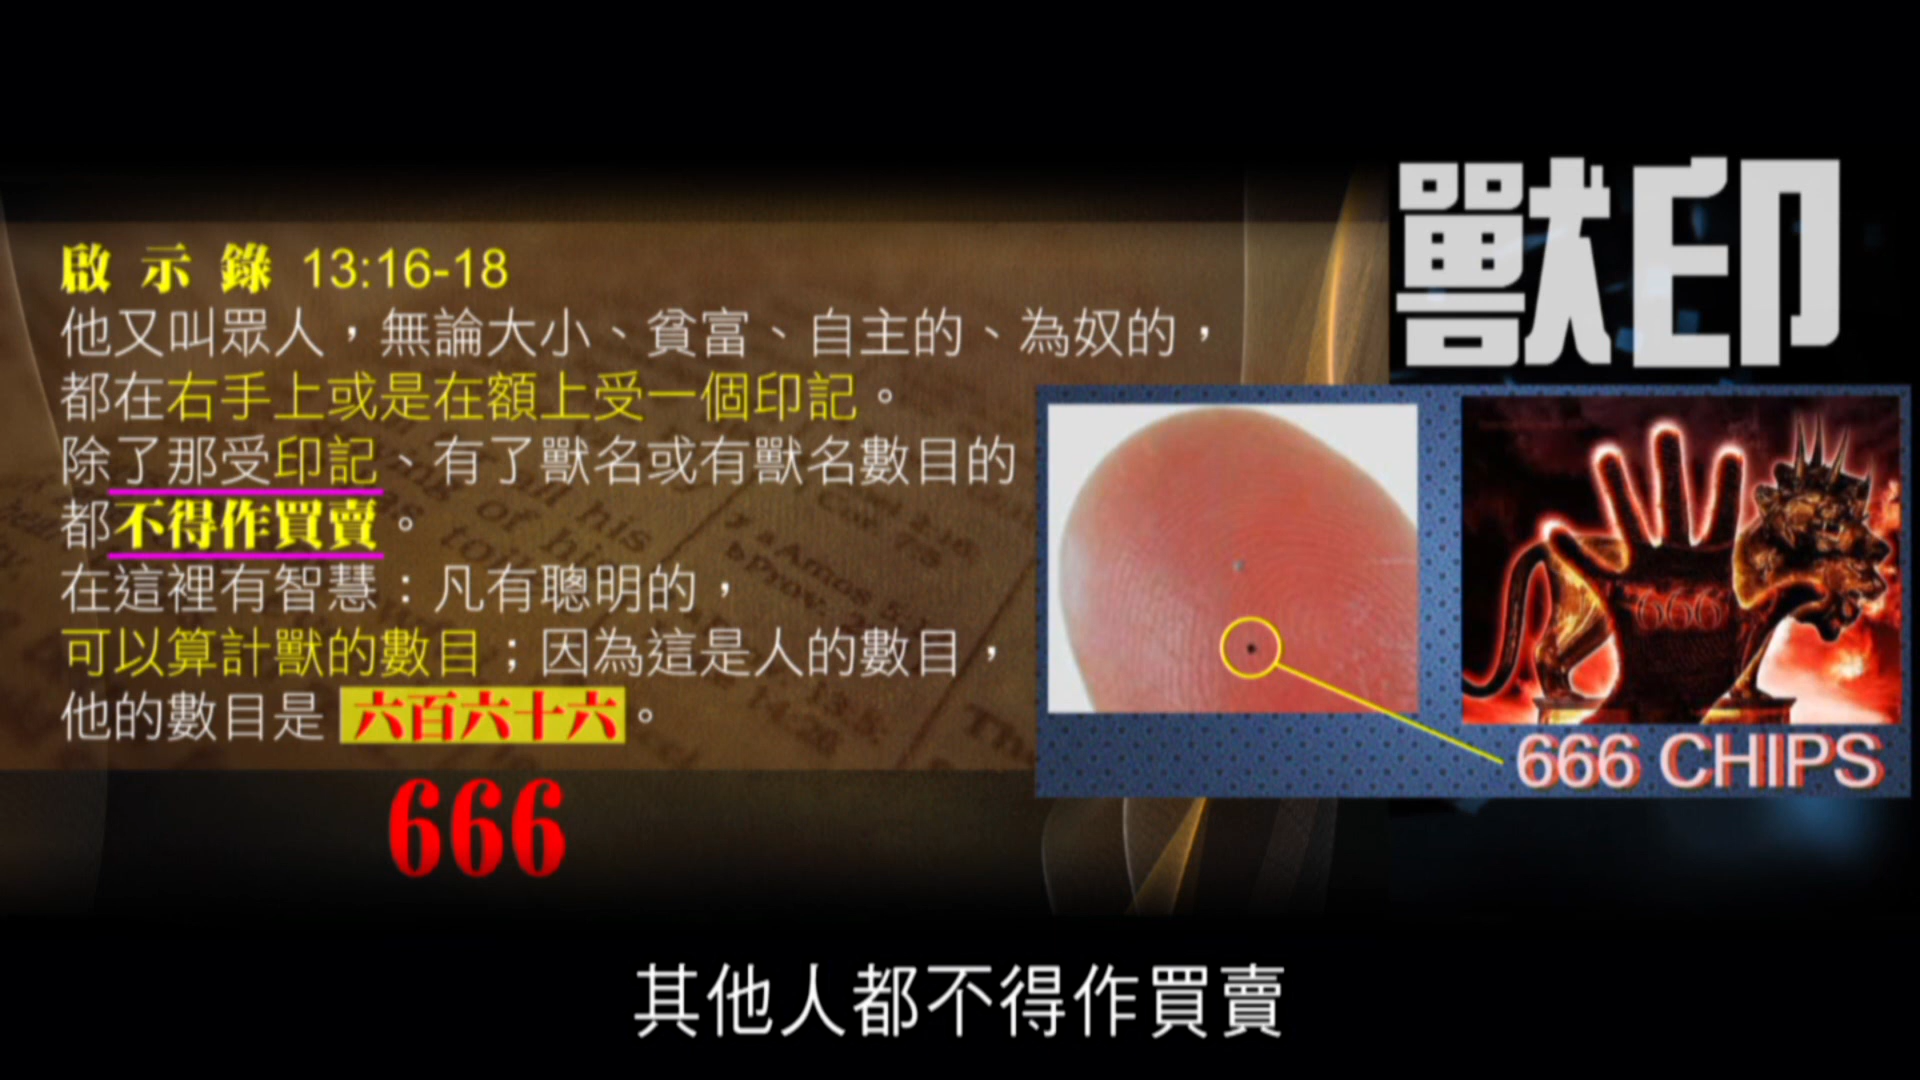 獸印
啟示錄 13:16-18
他又叫眾人，無論大小、貧富、自主的、為奴的，
都在右手上或是在額上受一個印記。
除了那受印記、有了獸名或有獸名數目的
都不得作買賣。
在這裡有智慧：凡有聰明的，
可以算計獸的數目；因為這是人的數目，
他的數目是 六百六十六。
666
666
666 CHIPS
其他人都不得作買賣